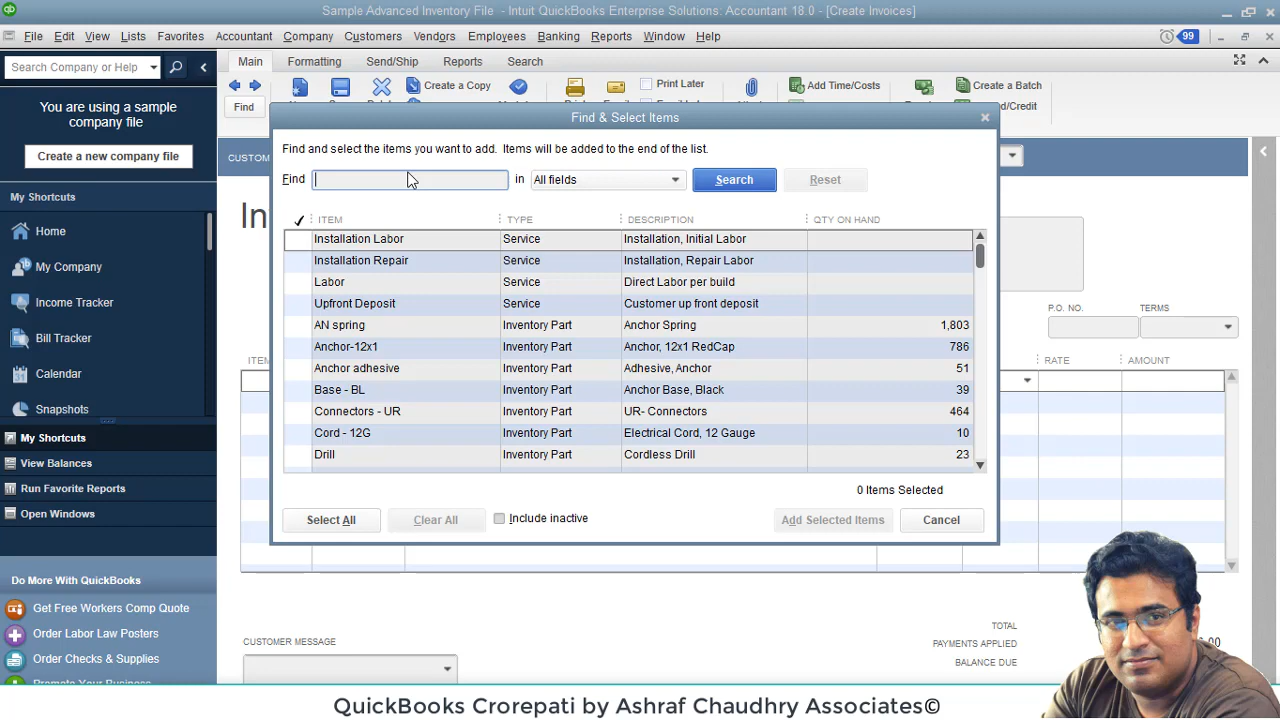 Sample Advanced Inventory File - Intuit QuickBooks Enterprise Solutions: Accountant 18.0 - [Create Invoices]
File Edit View Lists Favorites Accountant Company Customers Vendors Employees Banking Reports Window Help 99
Search Company or Help
Main Formatting Send/Ship Reports Search
Create a Copy Print Later Add Time/Costs Create a Batch
Find
You are using a sample
company file
Create a new company file
My Shortcuts
Home
My Company
Income Tracker
Bill Tracker
Calendar
Snapshots
My Shortcuts
View Balances
Run Favorite Reports
Open Windows
Do More With QuickBooks
Get Free Workers Comp Quote
Order Labor Law Posters
Order Checks & Supplies
Find & Select Items
Find and select the items you want to add. Items will be added to the end of the list.
Find in All fields Search Reset
ITEM TYPE DESCRIPTION QTY ON HAND
Installation Labor Service Installation, Initial Labor
Installation Repair Service Installation, Repair Labor
Labor Service Direct Labor per build
Upfront Deposit Service Customer up front deposit
AN spring Inventory Part Anchor Spring 1,803
Anchor-12x1 Inventory Part Anchor, 12x1 RedCap 786
Anchor adhesive Inventory Part Adhesive, Anchor 51
Base - BL Inventory Part Anchor Base, Black 39
Connectors - UR Inventory Part UR- Connectors 464
Cord - 12G Inventory Part Electrical Cord, 12 Gauge 10
Drill Inventory Part Cordless Drill 23
0 Items Selected
Select All Clear All Include inactive Add Selected Items Cancel
P.O. NO. TERMS
RATE AMOUNT
TOTAL
PAYMENTS APPLIED
BALANCE DUE
CUSTOMER MESSAGE
QuickBooks Crorepati by Ashraf Chaudhry Associates©